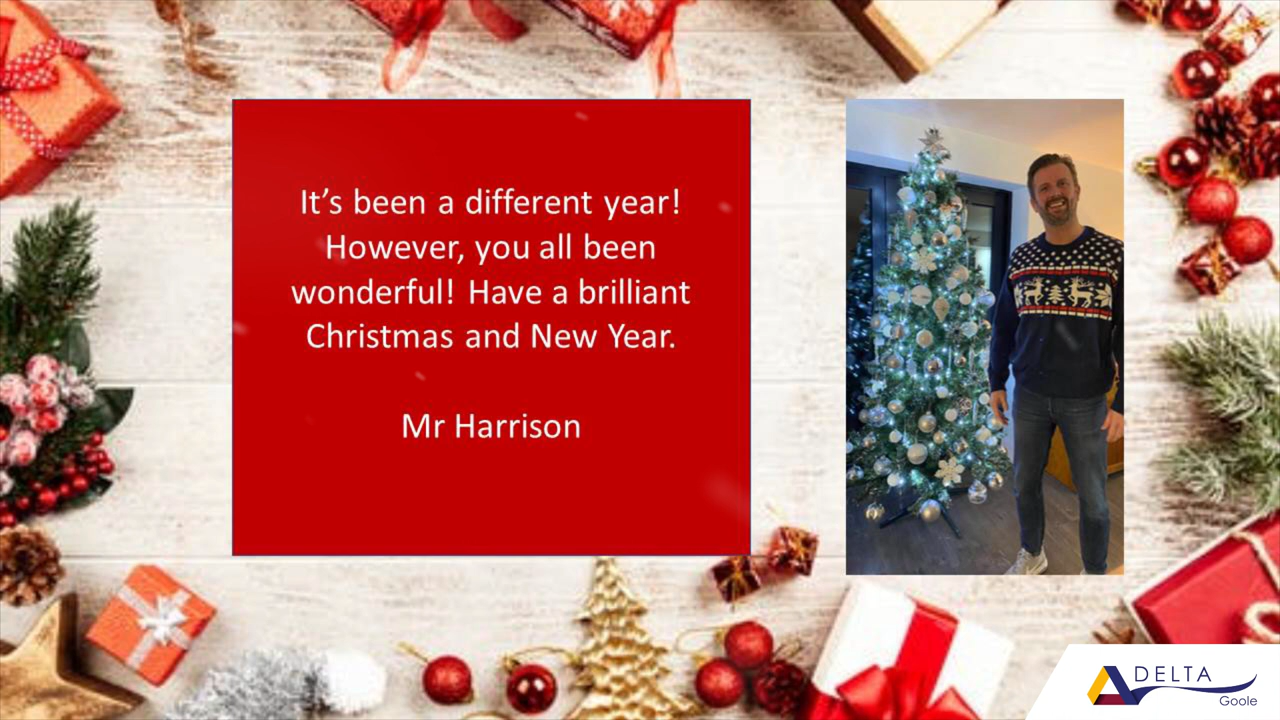 It’s been a different year!
However, you all been
wonderful! Have a brilliant
Christmas and New Year.
Mr Harrison
DELTA
Goole